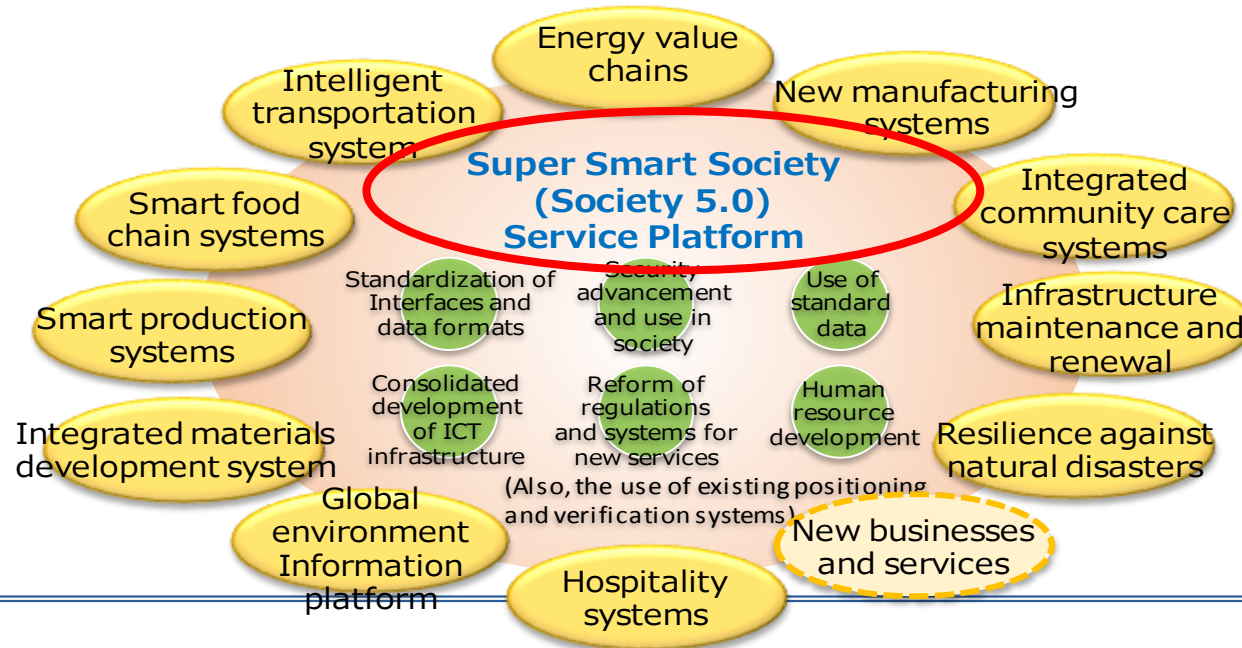 Energy value
chains
Intelligent
transportation
system
New manufacturing
systems
Super Smart Society
(Society 5.0)
Service Platform
Smart food
chain systems
Integrated
community care
systems
Standardization of
Interfaces and
data formats
Security
advancement
and use in
society
Use of
standard
data
Smart production
systems
Infrastructure
maintenance and
renewal
Consolidated
development
of ICT
infrastructure
Reform of
regulations
and systems for
new services
Human
resource
development
Integrated materials
development system
Resilience against
natural disasters
(Also, the use of existing positioning
and verification systems)
Global
environment
Information
platform
New businesses
and services
Hospitality
systems